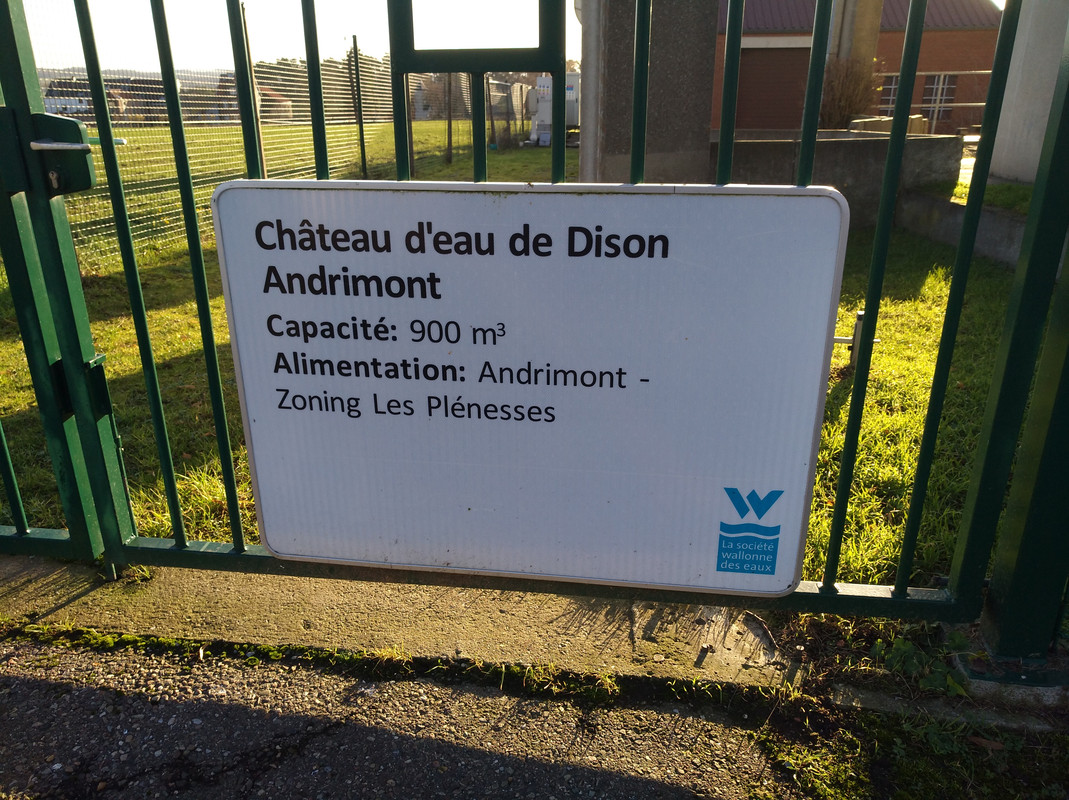 Château d'eau de Dison
Andrimont
Capacité: 900 m³
Alimentation: Andrimont -
Zoning Les Plénesses
La société
wallonne
des eaux